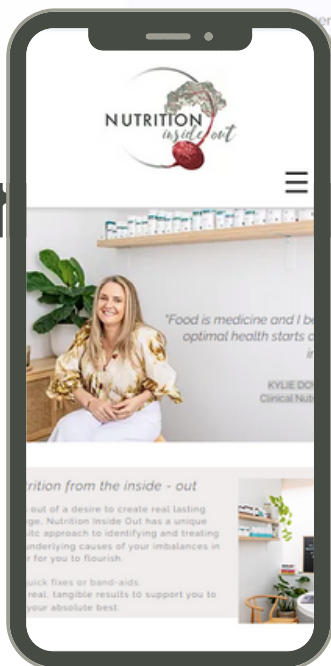 NUTRITION
inside out
"Food is medicine and I be
optimal health starts
KYLIE DO
Clinical Nut
trition from the inside - out
out of a desire to create real lasting
ge, Nutrition Inside Out has a unique
sitc approach to identifying and treating
underlying causes of your imbalances in
r for you to flourish.
uick fixes or band-aids.
real, tangible results to support you to
your absolute best.